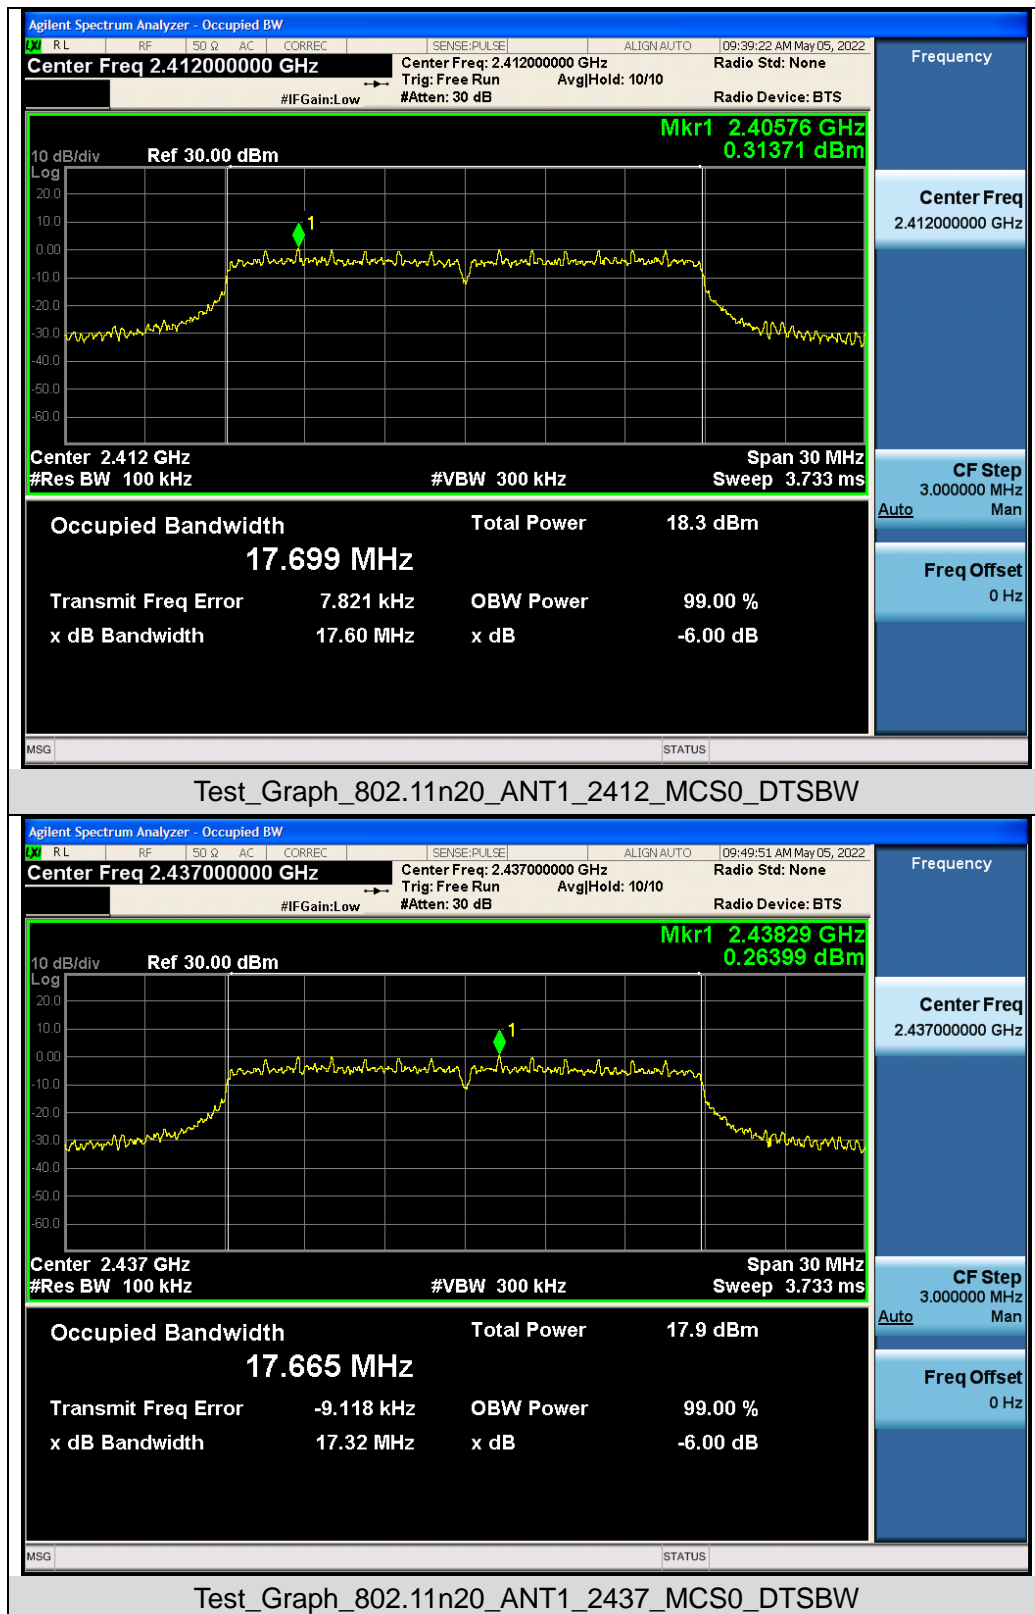 Agilent Spectrum Analyzer - Occupied BW
LXI RL RF 50 Ω AC CORREC SENSE:PULSE ALIGN AUTO 09:39:22 AM May 05, 2022
Center Freq 2.412000000 GHz
Center Freq: 2.412000000 GHz Radio Std: None
Trig: Free Run Avg|Hold: 10/10
#IFGain:Low #Atten: 30 dB Radio Device: BTS
Frequency
Mkr1 2.40576 GHz
0.31371 dBm
10 dB/div Ref 30.00 dBm
Log
20.0
10.0
0.00
-10.0
-20.0
-30.0
-40.0
-50.0
-60.0
1
Center 2.412 GHz Span 30 MHz
#Res BW 100 kHz #VBW 300 kHz Sweep 3.733 ms
Center Freq
2.412000000 GHz
CF Step
3.000000 MHz
Auto Man
Freq Offset
0 Hz
Occupied Bandwidth Total Power 18.3 dBm
17.699 MHz
Transmit Freq Error 7.821 kHz OBW Power 99.00 %
x dB Bandwidth 17.60 MHz x dB -6.00 dB
MSG STATUS
Test_Graph_802.11n20_ANT1_2412_MCS0_DTSBW
Agilent Spectrum Analyzer - Occupied BW
LXI RL RF 50 Ω AC CORREC SENSE:PULSE ALIGN AUTO 09:49:51 AM May 05, 2022
Center Freq 2.437000000 GHz
Center Freq: 2.437000000 GHz Radio Std: None
Trig: Free Run Avg|Hold: 10/10
#IFGain:Low #Atten: 30 dB Radio Device: BTS
Frequency
Mkr1 2.43829 GHz
0.26399 dBm
10 dB/div Ref 30.00 dBm
Log
20.0
10.0
0.00
-10.0
-20.0
-30.0
-40.0
-50.0
-60.0
1
Center 2.437 GHz Span 30 MHz
#Res BW 100 kHz #VBW 300 kHz Sweep 3.733 ms
Center Freq
2.437000000 GHz
CF Step
3.000000 MHz
Auto Man
Freq Offset
0 Hz
Occupied Bandwidth Total Power 17.9 dBm
17.665 MHz
Transmit Freq Error -9.118 kHz OBW Power 99.00 %
x dB Bandwidth 17.32 MHz x dB -6.00 dB
MSG STATUS
Test_Graph_802.11n20_ANT1_2437_MCS0_DTSBW